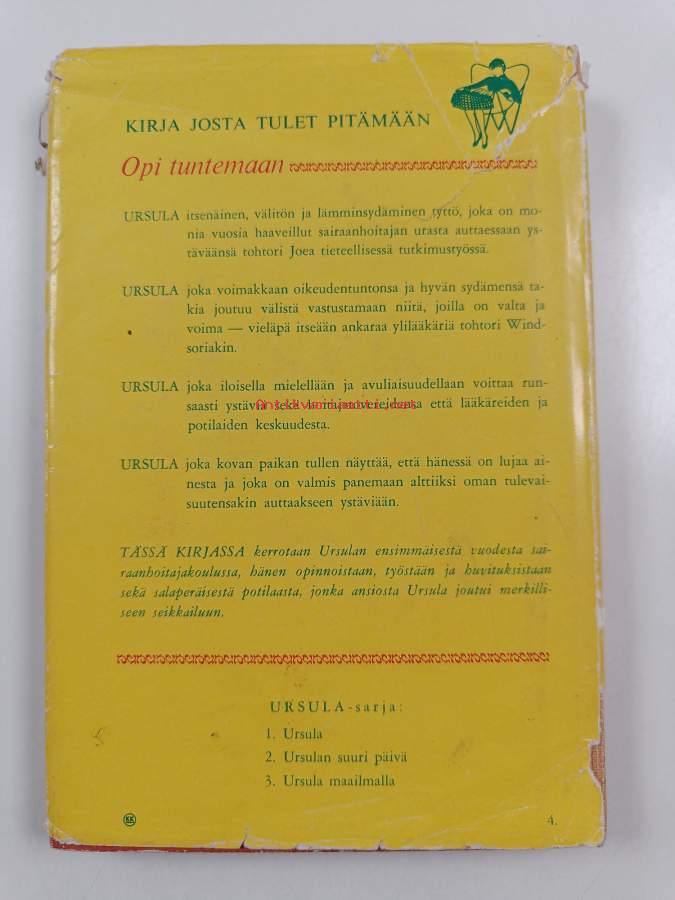 KIRJA JOSTA TULET PITÄMÄÄN
Opi tuntemaan
URSULA itsenäinen, välitön ja lämminsydäminen tyttö, joka on mo-
nia vuosia haaveillut sairaanhoitajan urasta auttaessaan ys-
täväänsä tohtori Joea tieteellisessä tutkimustyössä.
URSULA joka voimakkaan oikeudentuntonsa ja hyvän sydämensä ta-
kia joutuu välistä vastustamaan niitä, joilla on valta ja
voima — vieläpä itseään ankaraa ylilääkäriä tohtori Wind-
soriakin.
URSULA joka iloisella mielellään ja avuliaisuudellaan voittaa run-
saasti ystäviä sekä hoitajatovereidensa että lääkäreiden ja
Antikvariaatti.net
potilaiden keskuudesta.
URSULA joka kovan paikan tullen näyttää, että hänessä on lujaa ai-
nesta ja joka on valmis panemaan alttiiksi oman tulevai-
suutensakin auttaakseen ystäviään.
TÄSSÄ KIRJASSA kerrotaan Ursulan ensimmäisestä vuodesta sai-
raanhoitajakoulussa, hänen opinnoistaan, työstään ja huvituksistaan
sekä salaperäisestä potilaasta, jonka ansiosta Ursula joutui merkilli-
seen seikkailuun.
URSULA-sarja:
1. Ursula
2. Ursulan suuri päivä
3. Ursula maailmalla
KK
4.